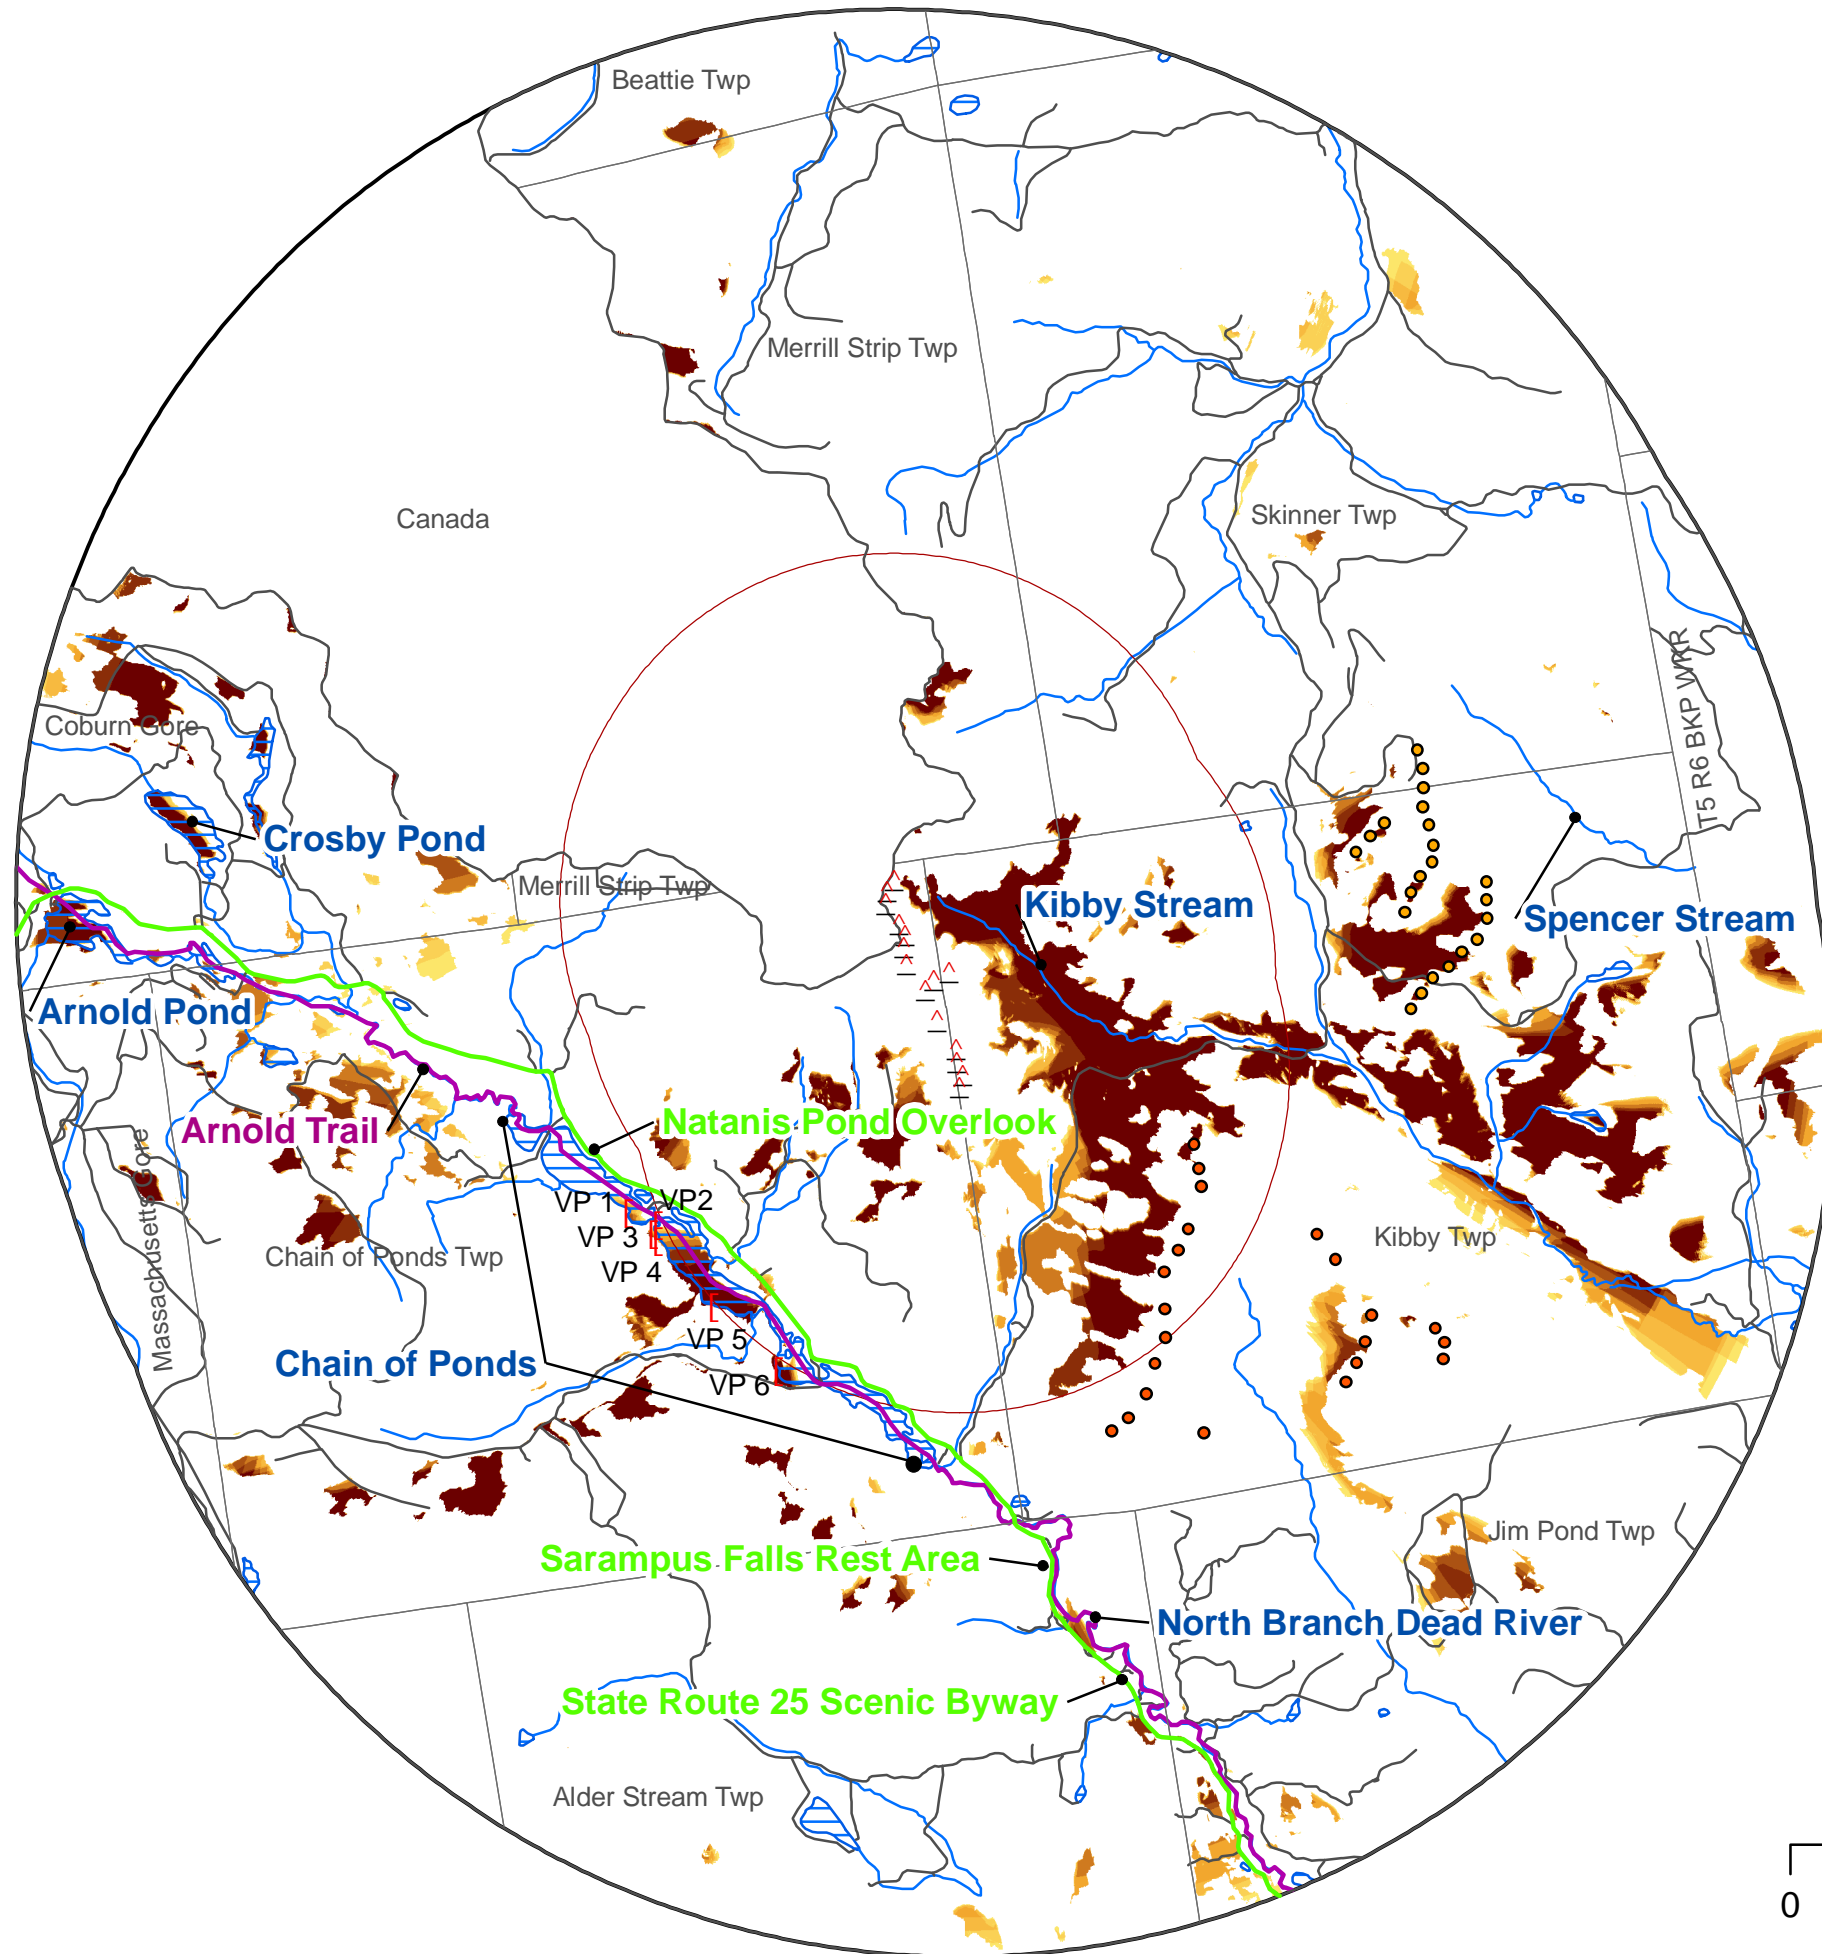 Beattie Twp
Merrill Strip Twp
Canada
Skinner Twp
T5 R6 BKP WKR
Coburn Gore
Crosby Pond
Merrill Strip Twp
Kibby Stream
Spencer Stream
Arnold Pond
Arnold Trail
Natanis Pond Overlook
Massachusetts Gore
VP 1
VP2
VP 3
Kibby Twp
Chain of Ponds Twp
VP 4
VP 5
Chain of Ponds
VP 6
Jim Pond Twp
Sarampus Falls Rest Area
North Branch Dead River
State Route 25 Scenic Byway
Alder Stream Twp
0